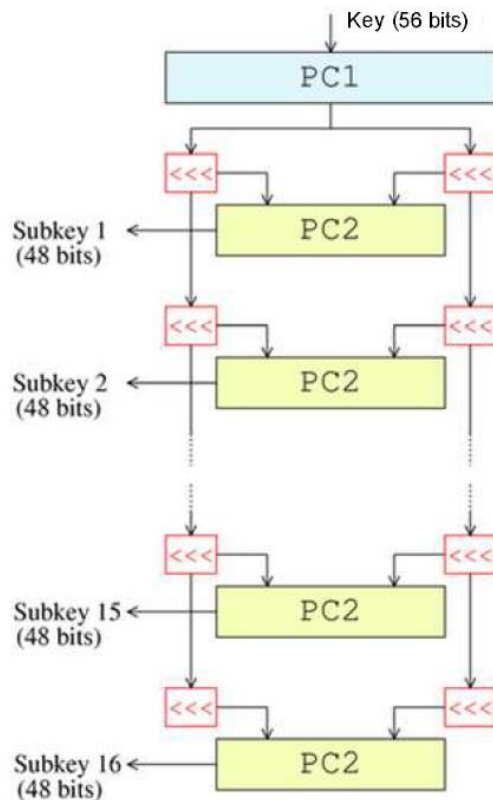 Key (56 bits)
PC1
<<< <<<
PC2
Subkey 1
(48 bits)
<<< <<<
PC2
Subkey 2
(48 bits)
<<< <<<
PC2
Subkey 15
(48 bits)
<<< <<<
PC2
Subkey 16
(48 bits)